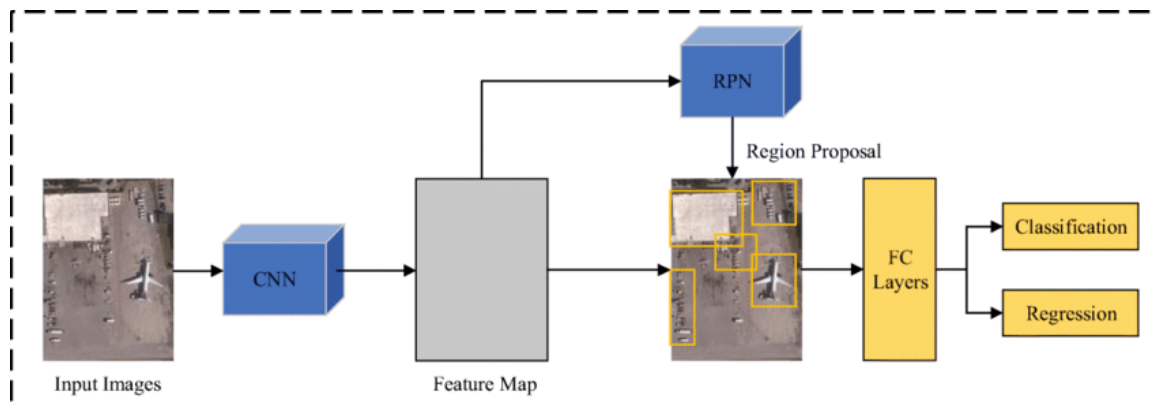 RPN
Region Proposal
CNN
FC
Layers
Classification
Regression
Input Images
Feature Map